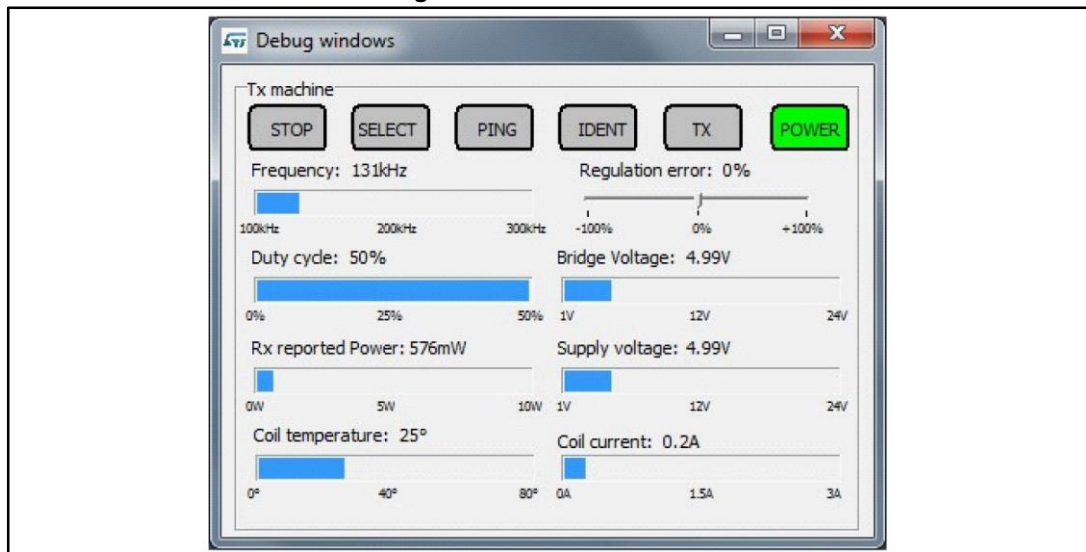 Debug windows
Tx machine
STOP SELECT PING IDENT TX POWER
Frequency: 131kHz Regulation error: 0%
100kHz 200kHz 300kHz -100% 0% +100%
Duty cycle: 50% Bridge Voltage: 4.99V
0% 25% 50% 1V 12V 24V
Rx reported Power: 576mW Supply voltage: 4.99V
0W 5W 10W 1V 12V 24V
Coil temperature: 25° Coil current: 0.2A
0° 40° 80° 0A 1.5A 3A